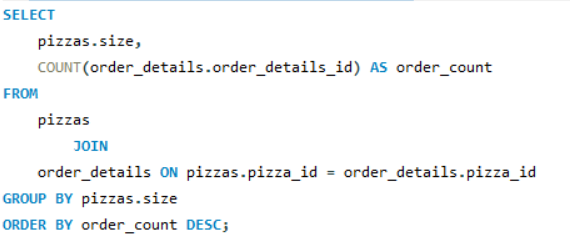 SELECT
    pizzas.size,
    COUNT(order_details.order_details_id) AS order_count
FROM
    pizzas
        JOIN
    order_details ON pizzas.pizza_id = order_details.pizza_id
GROUP BY pizzas.size
ORDER BY order_count DESC;